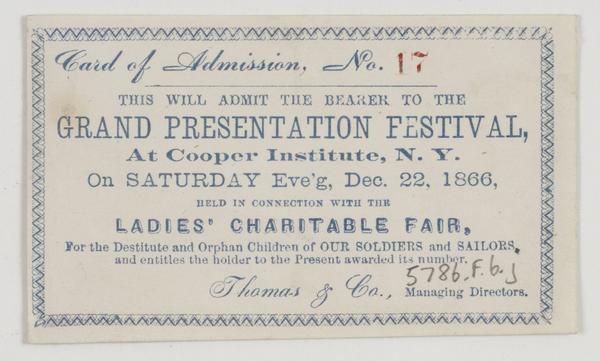 Card of Admission, No. 17
THIS WILL ADMIT THE BEARER TO THE
GRAND PRESENTATION FESTIVAL,
At Cooper Institute, N. Y.
On SATURDAY Eve'g, Dec. 22, 1866,
HELD IN CONNECTION WITH THE
LADIES' CHARITABLE FAIR,
For the Destitute and Orphan Children of OUR SOLDIERS and SAILORS,
and entitles the holder to the Present awarded its number.
5786.F.6.j
Thomas & Co., Managing Directors.